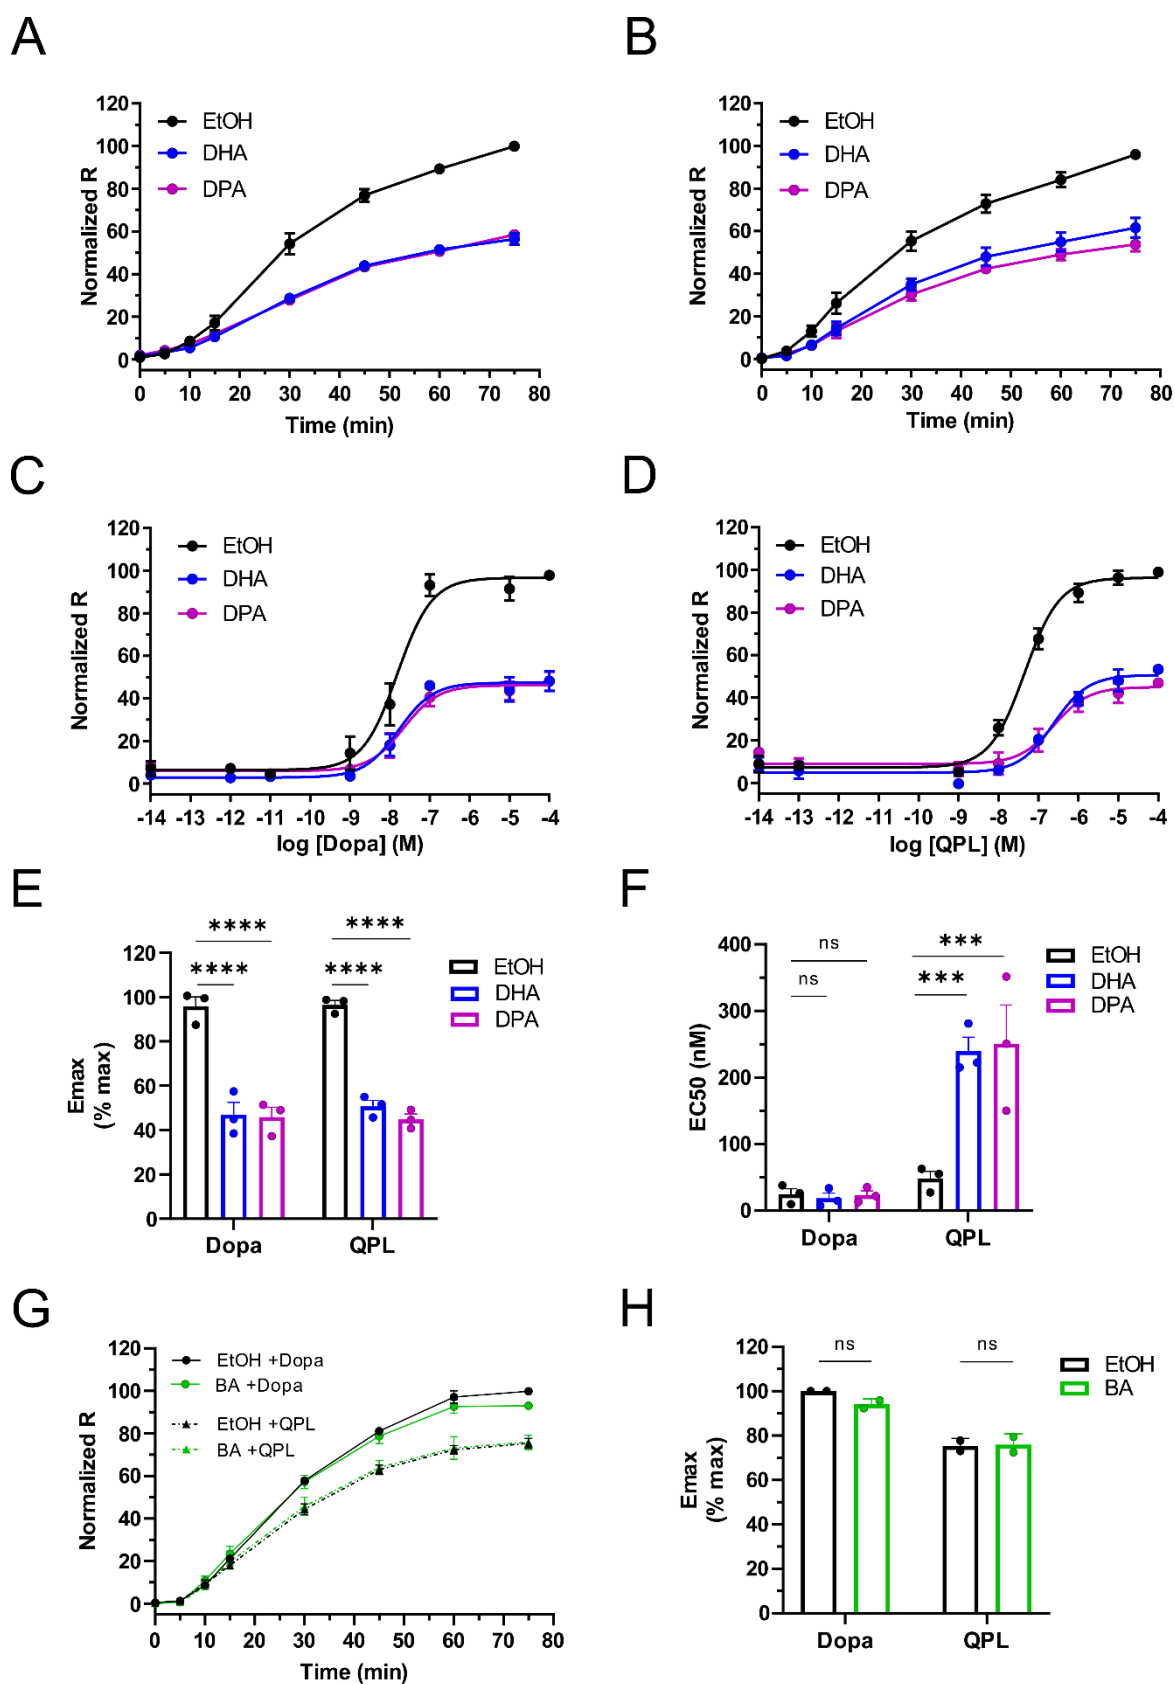 A
B
120
100
80
60
40
20
0
Normalized R
EtOH
DHA
DPA
0 10 20 30 40 50 60 70 80
Time (min)
120
100
80
60
40
20
0
Normalized R
EtOH
DHA
DPA
0 10 20 30 40 50 60 70 80
Time (min)
C
D
120
100
80
60
40
20
0
Normalized R
EtOH
DHA
DPA
-14 -13 -12 -11 -10 -9 -8 -7 -6 -5 -4
log [Dopa] (M)
120
100
80
60
40
20
0
Normalized R
EtOH
DHA
DPA
-14 -13 -12 -11 -10 -9 -8 -7 -6 -5 -4
log [QPL] (M)
E
F
120
100
80
60
40
20
0
Emax
(% max)
****
****
****
****
EtOH
DHA
DPA
Dopa QPL
400
300
200
100
0
EC50 (nM)
ns
ns
***
***
EtOH
DHA
DPA
Dopa QPL
G
H
120
100
80
60
40
20
0
Normalized R
EtOH +Dopa
BA +Dopa
EtOH +QPL
BA +QPL
0 10 20 30 40 50 60 70 80
Time (min)
120
100
80
60
40
20
0
Emax
(% max)
ns
ns
EtOH
BA
Dopa QPL